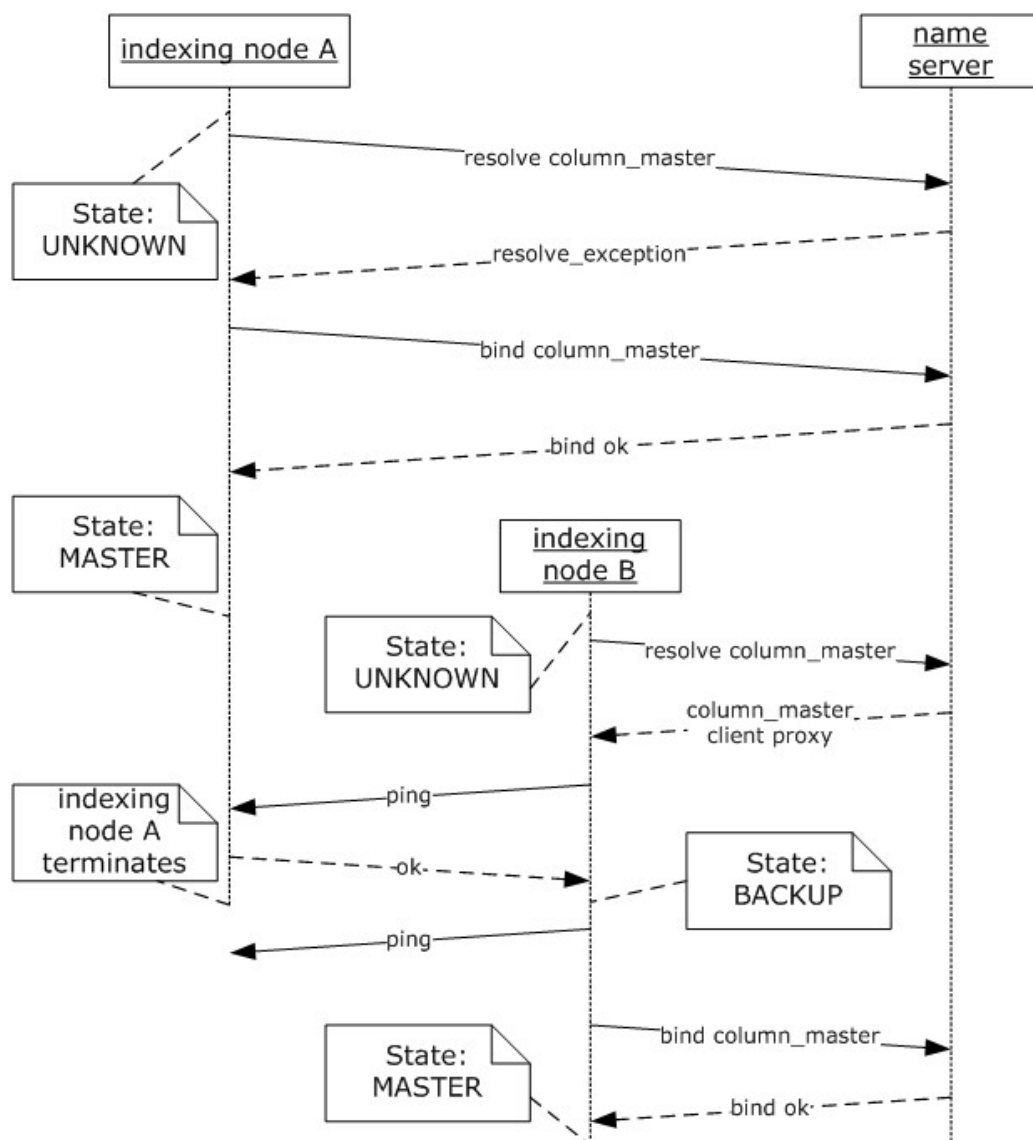 indexing node A
name
server
resolve column_master
State:
UNKNOWN
resolve_exception
bind column_master
bind ok
State:
MASTER
indexing
node B
State:
UNKNOWN
resolve column_master
column_master
client proxy
ping
indexing
node A
terminates
ok
State:
BACKUP
ping
bind column_master
State:
MASTER
bind ok